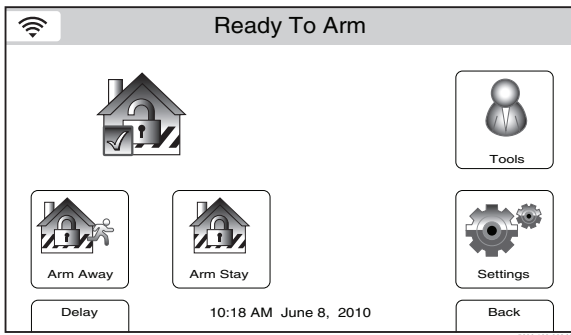 Ready To Arm
Tools
Arm Away
Arm Stay
Settings
Delay
10:18 AM June 8, 2010
Back